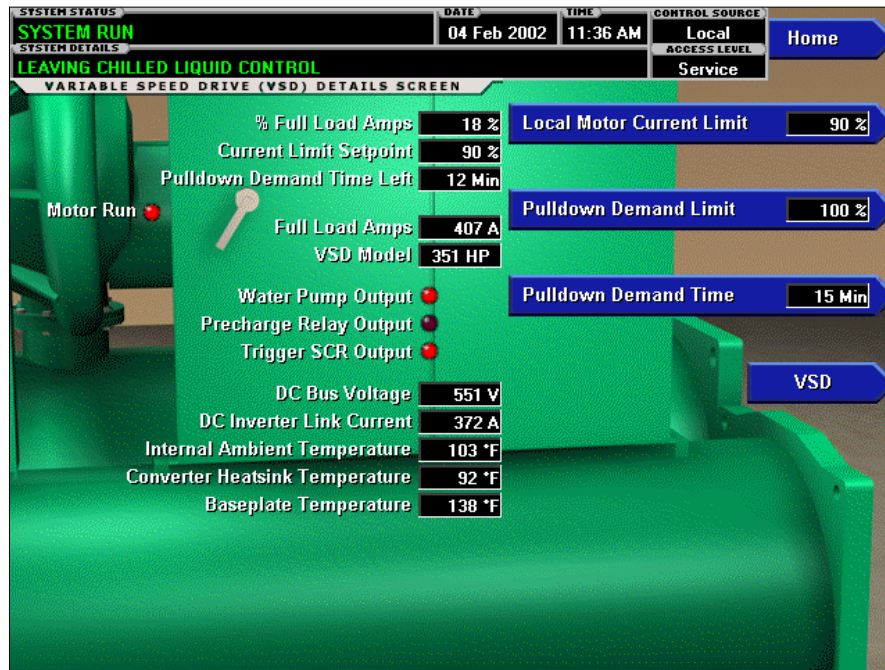 SYSTEM STATUS
SYSTEM RUN
DATE
04 Feb 2002
TIME
11:36 AM
CONTROL SOURCE
Local
Home
SYSTEM DETAILS
LEAVING CHILLED LIQUID CONTROL
ACCESS LEVEL
Service
VARIABLE SPEED DRIVE (VSD) DETAILS SCREEN
% Full Load Amps 18 %
Local Motor Current Limit 90 %
Current Limit Setpoint 90 %
Pulldown Demand Time Left 12 Min
Motor Run
Pulldown Demand Limit 100 %
Full Load Amps 407 A
VSD Model 351 HP
Water Pump Output
Pulldown Demand Time 15 Min
Precharge Relay Output
Trigger SCR Output
VSD
DC Bus Voltage 551 V
DC Inverter Link Current 372 A
Internal Ambient Temperature 103 °F
Converter Heatsink Temperature 92 °F
Baseplate Temperature 138 °F